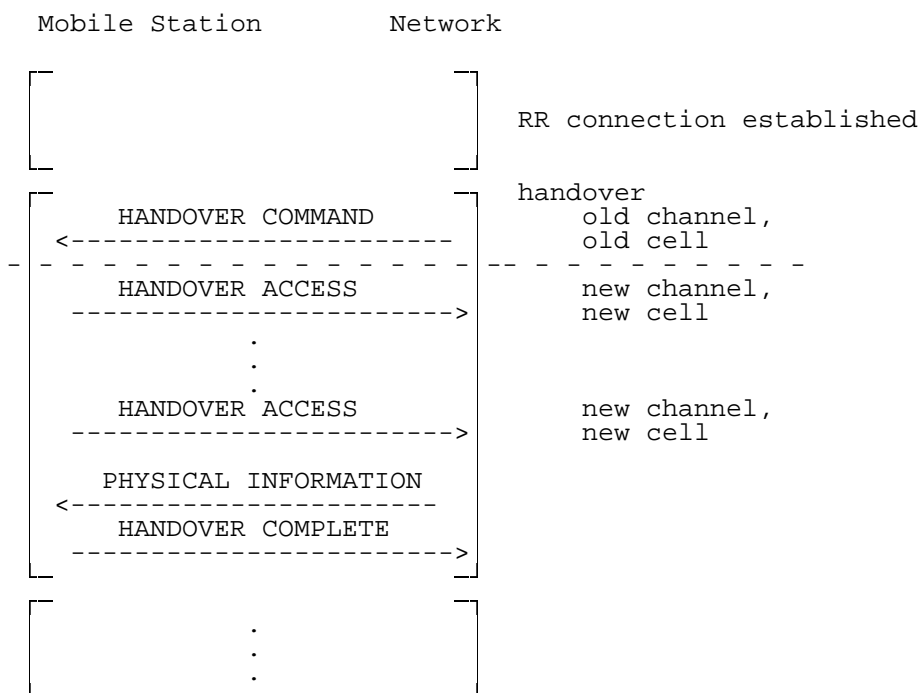 Mobile Station Network
RR connection established
handover
HANDOVER COMMAND old channel,
<------------------------ old cell
- - - - - - - - - - - - - - - -- - - - - - - - - -
HANDOVER ACCESS new channel,
------------------------> new cell
.
.
.
HANDOVER ACCESS new channel,
------------------------> new cell
PHYSICAL INFORMATION
<-----------------------
HANDOVER COMPLETE
------------------------>
.
.
.